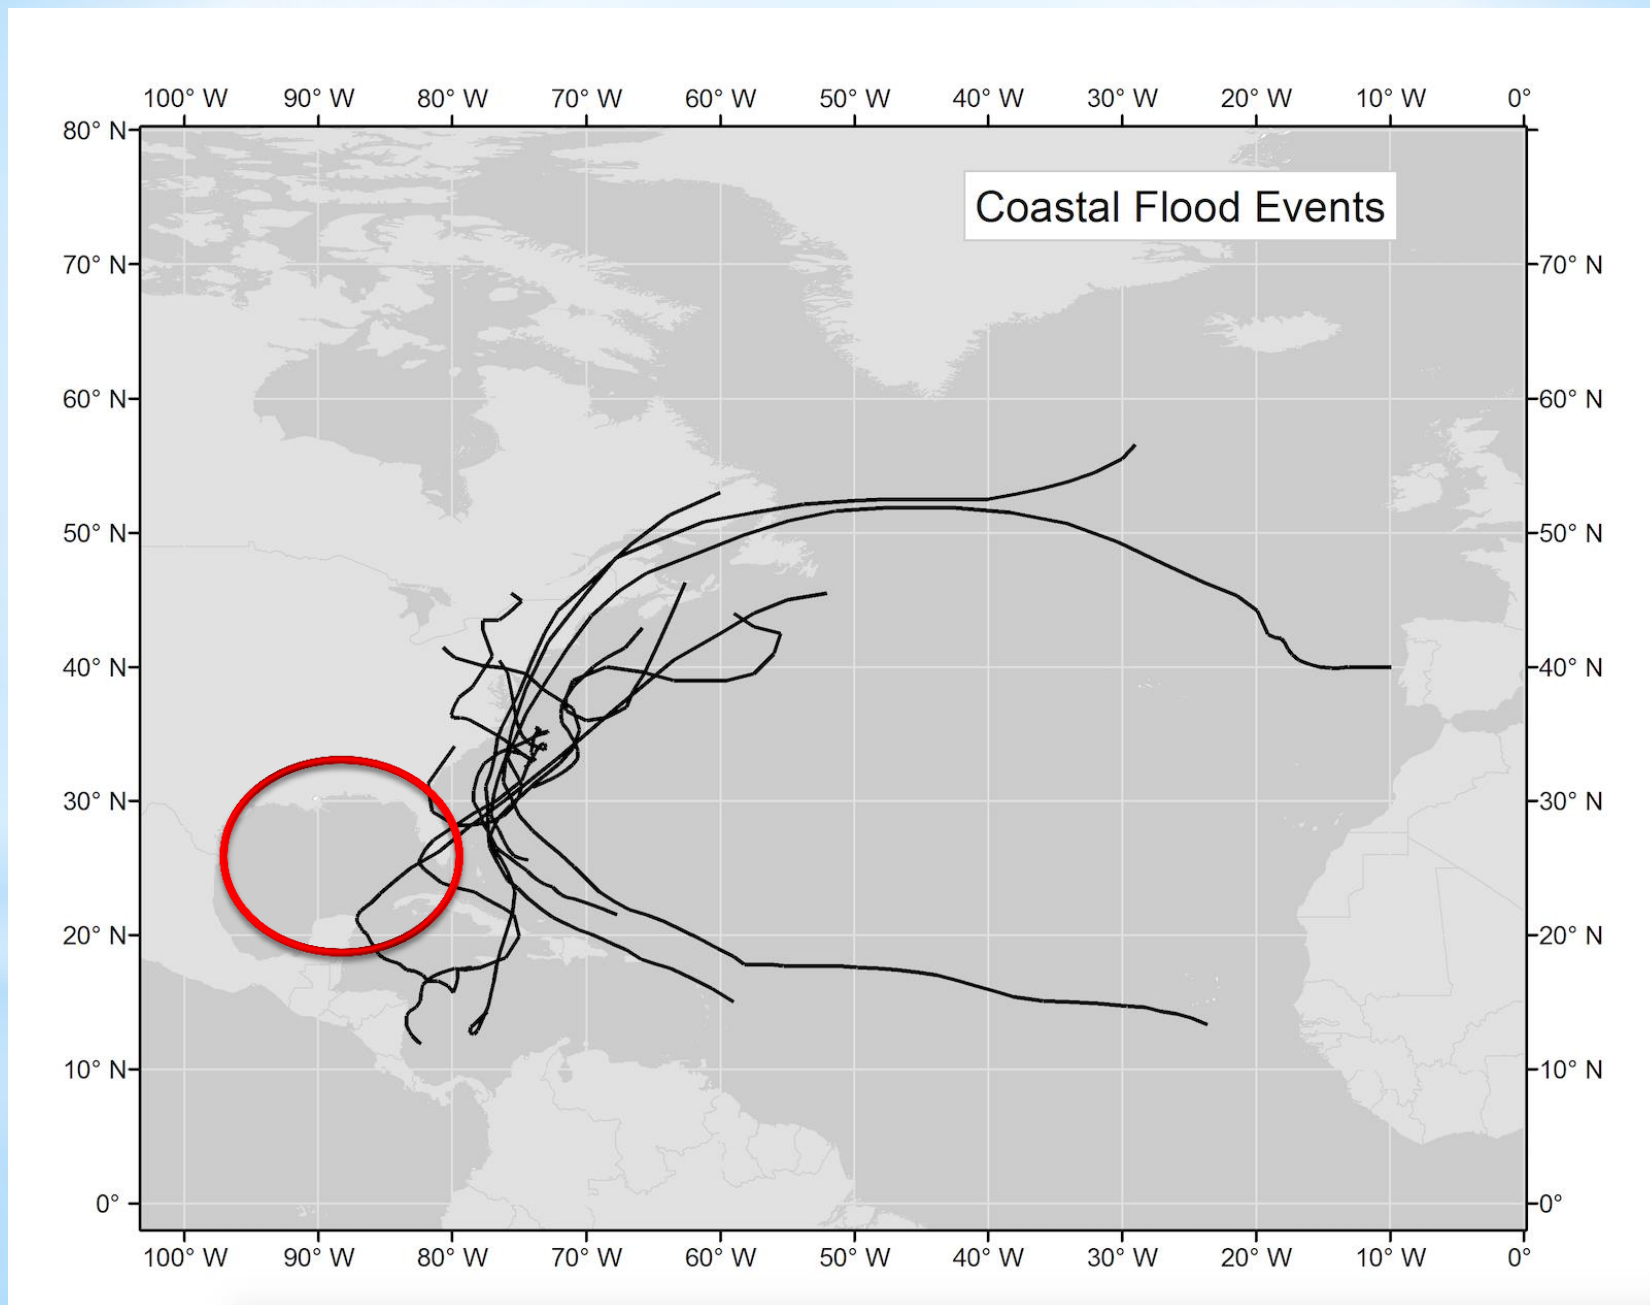 100° W 90° W 80° W 70° W 60° W 50° W 40° W 30° W 20° W 10° W 0°
80° N
Coastal Flood Events
70° N 70° N
60° N 60° N
50° N 50° N
40° N 40° N
30° N 30° N
20° N 20° N
10° N 10° N
0° 0°
100° W 90° W 80° W 70° W 60° W 50° W 40° W 30° W 20° W 10° W 0°